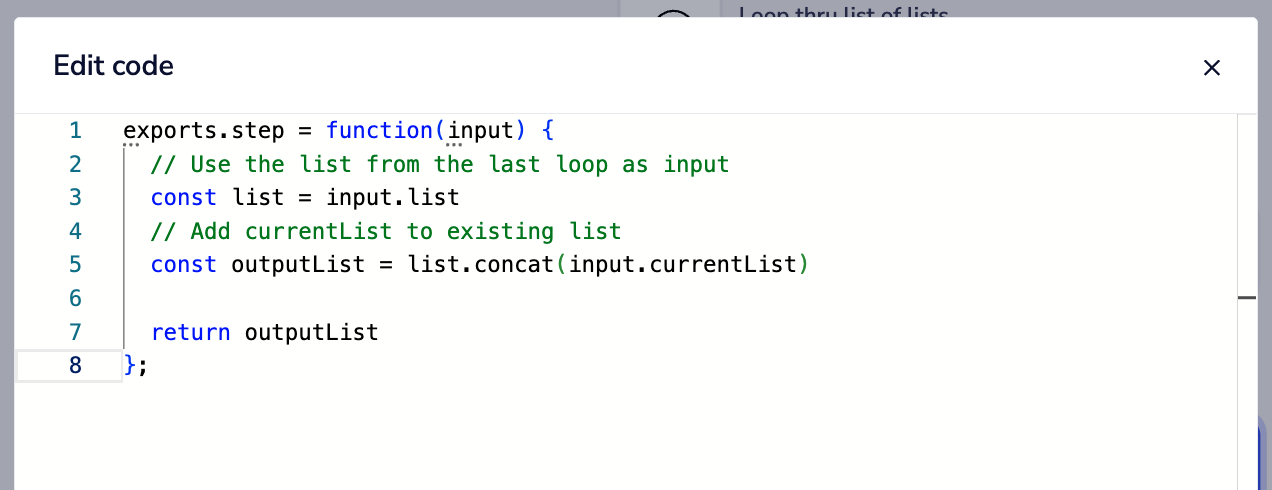 Loop thru list of lists
Edit code
1 exports.step = function(input) {
2 // Use the list from the last loop as input
3 const list = input.list
4 // Add currentList to existing list
5 const outputList = list.concat(input.currentList)
6
7 return outputList
8 };